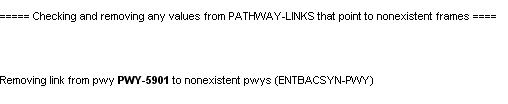 ===== Checking and removing any values from PATHWAY-LINKS that point to nonexistent frames ====
Removing link from pwy PWY-5901 to nonexistent pwys (ENTBACSYN-PWY)